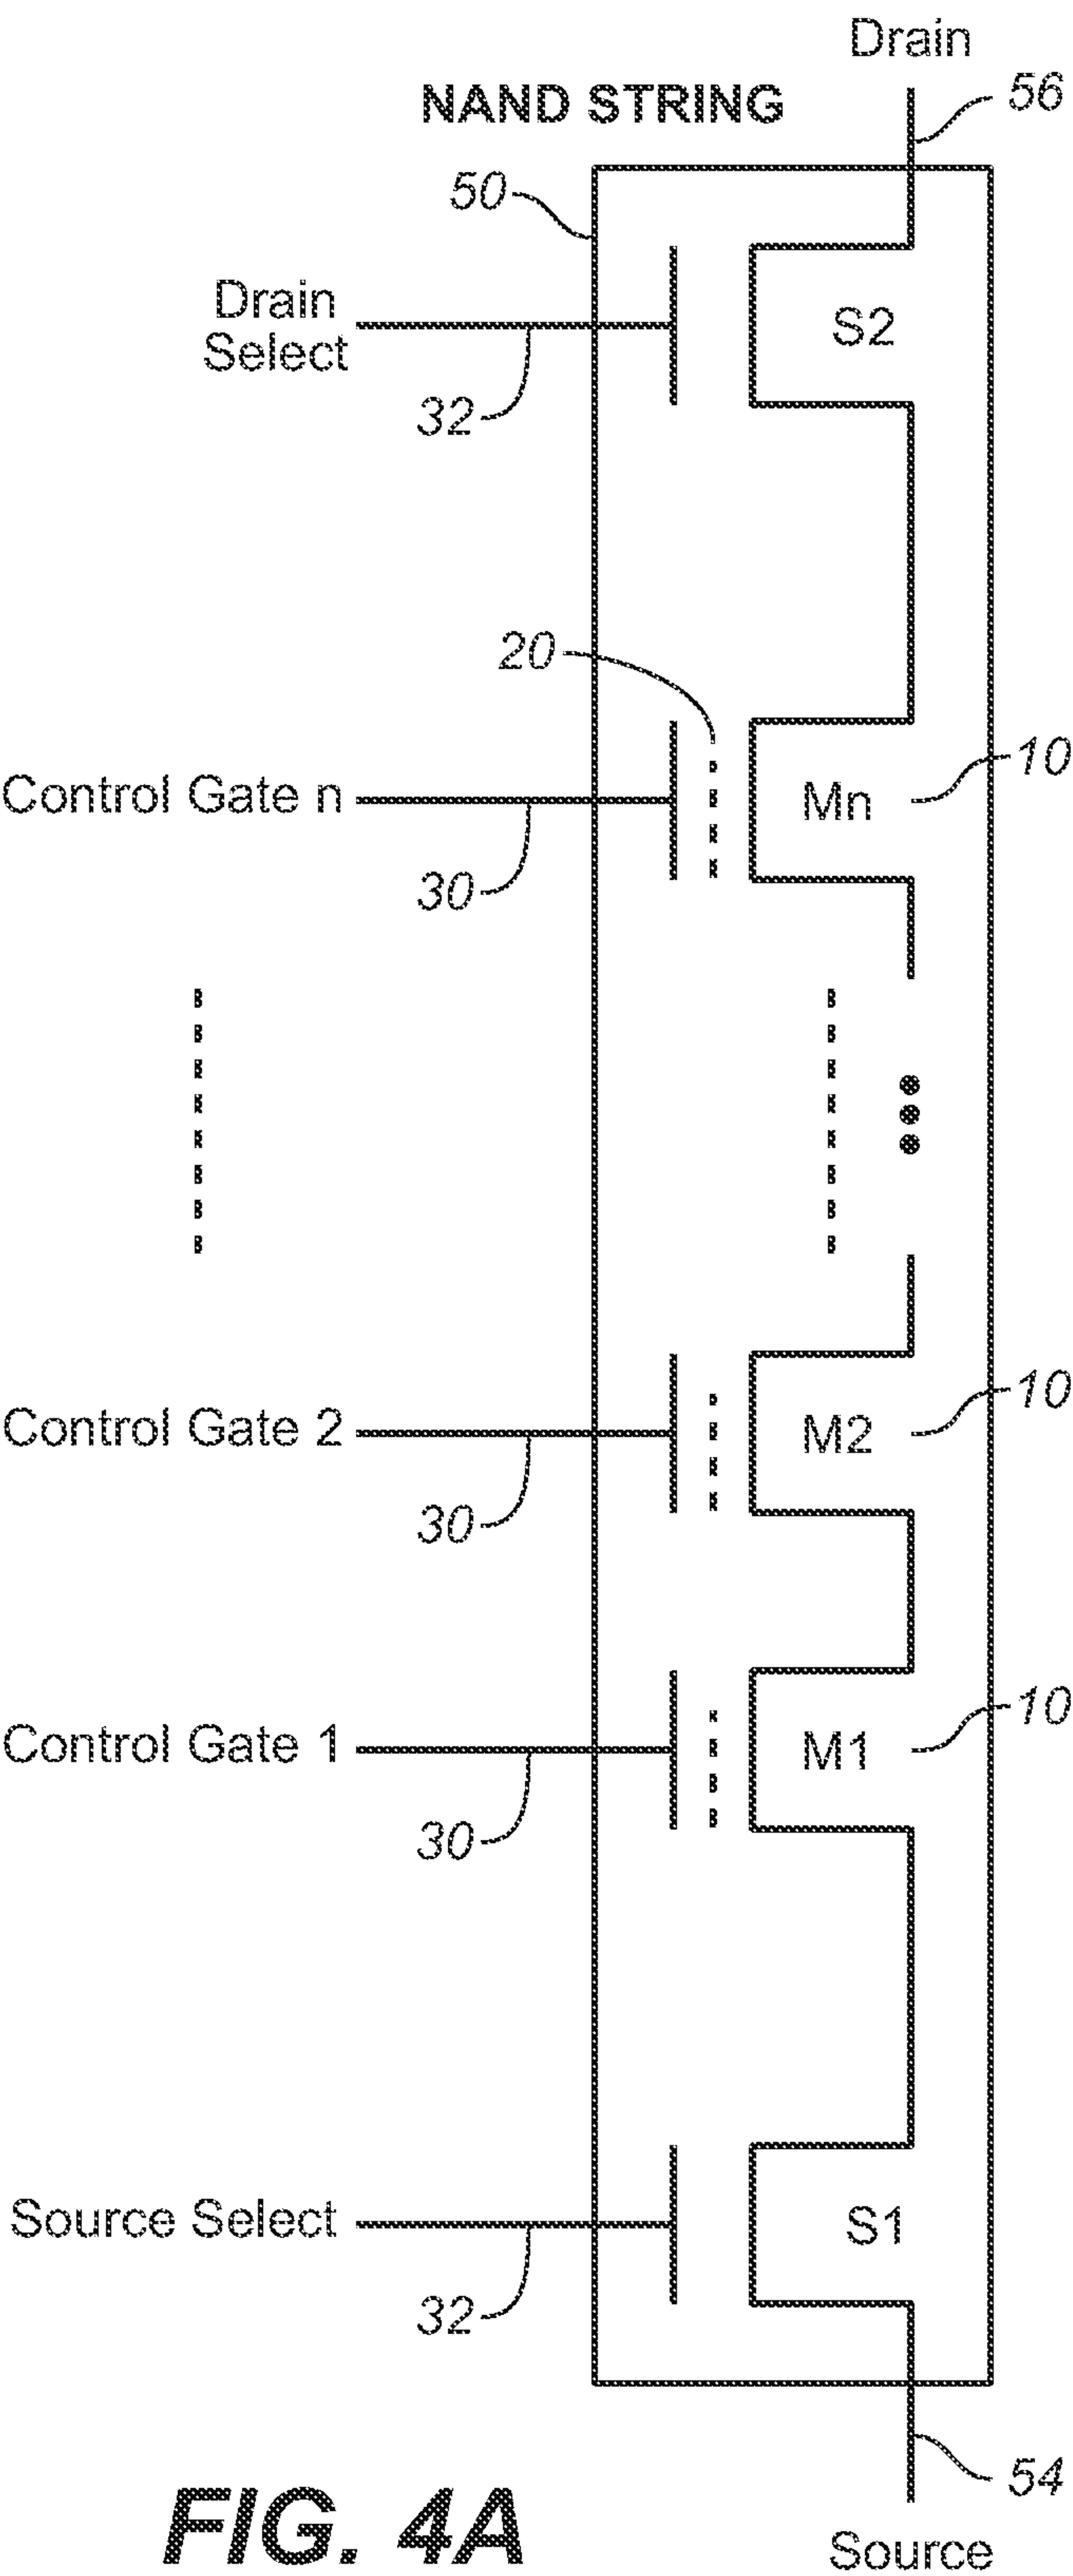 Drain
56
NAND STRING
50
Drain
Select
S2
32
20
10
Control Gate n
Mn
30
10
Control Gate 2
M2
30
10
Control Gate 1
M1
30
Source Select
S1
32
54
FIG. 4A
Source